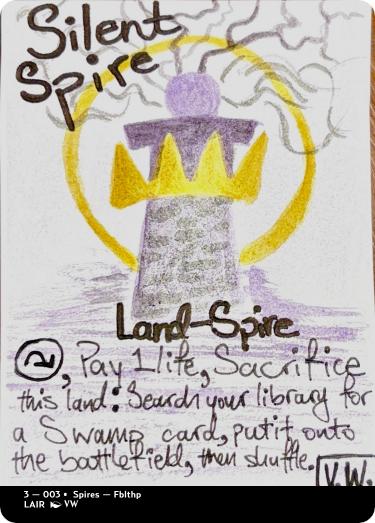 Silent
Spire
Land-Spire
②, Pay 1 life, Sacrifice
this land: Search your library for
a Swamp card, put it onto
the battlefield, then shuffle.
V.W.
3 — 003 • Spires — Fblthp
LAIR VW